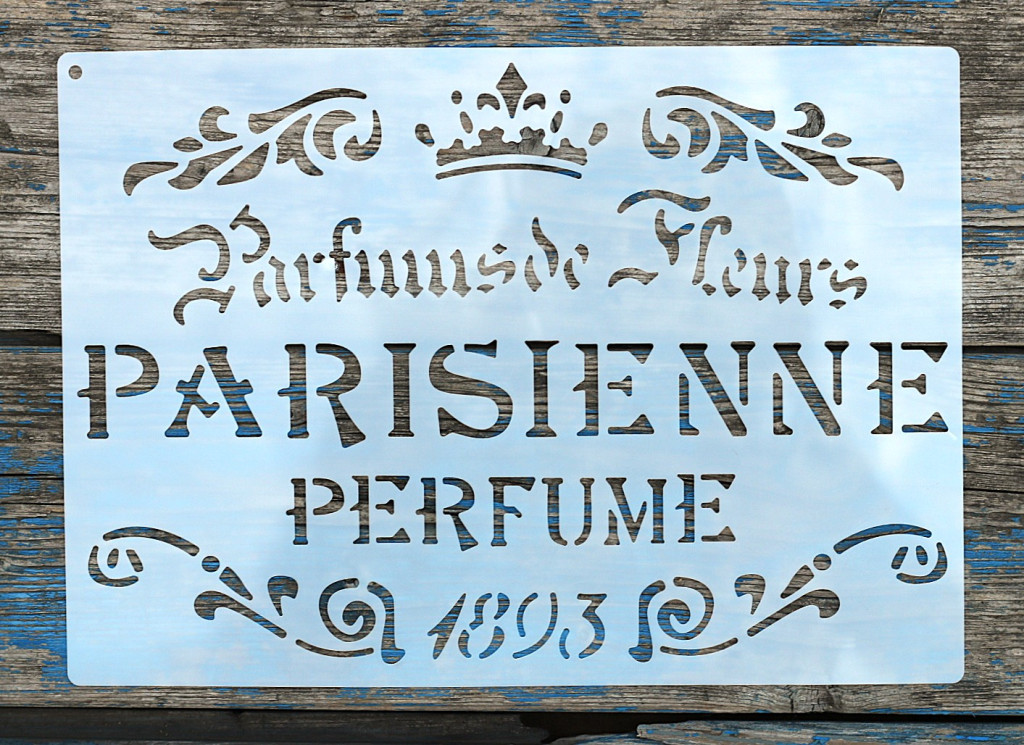 Parfums de Fleurs
PARISIENNE
PERFUME
1893